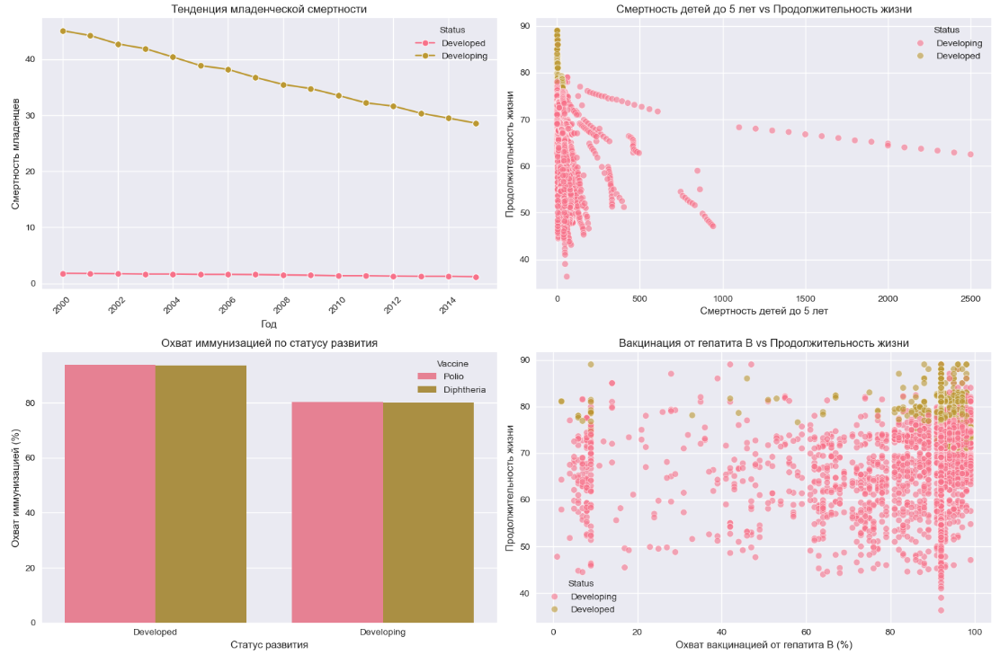 Тенденция младенческой смертности
Status
Developed
Developing
Смертность младенцев
40
30
20
10
0
2000
2002
2004
2006
2008
2010
2012
2014
Год
Смертность детей до 5 лет vs Продолжительность жизни
Status
Developing
Developed
Продолжительность жизни
90
80
70
60
50
40
0
500
1000
1500
2000
2500
Смертность детей до 5 лет
Охват иммунизацией по статусу развития
Vaccine
Polio
Diphtheria
Охват иммунизацией (%)
80
60
40
20
0
Developed
Developing
Статус развития
Вакцинация от гепатита B vs Продолжительность жизни
Продолжительность жизни
90
80
70
60
50
40
Status
Developing
Developed
0
20
40
60
80
100
Охват вакцинацией от гепатита B (%)